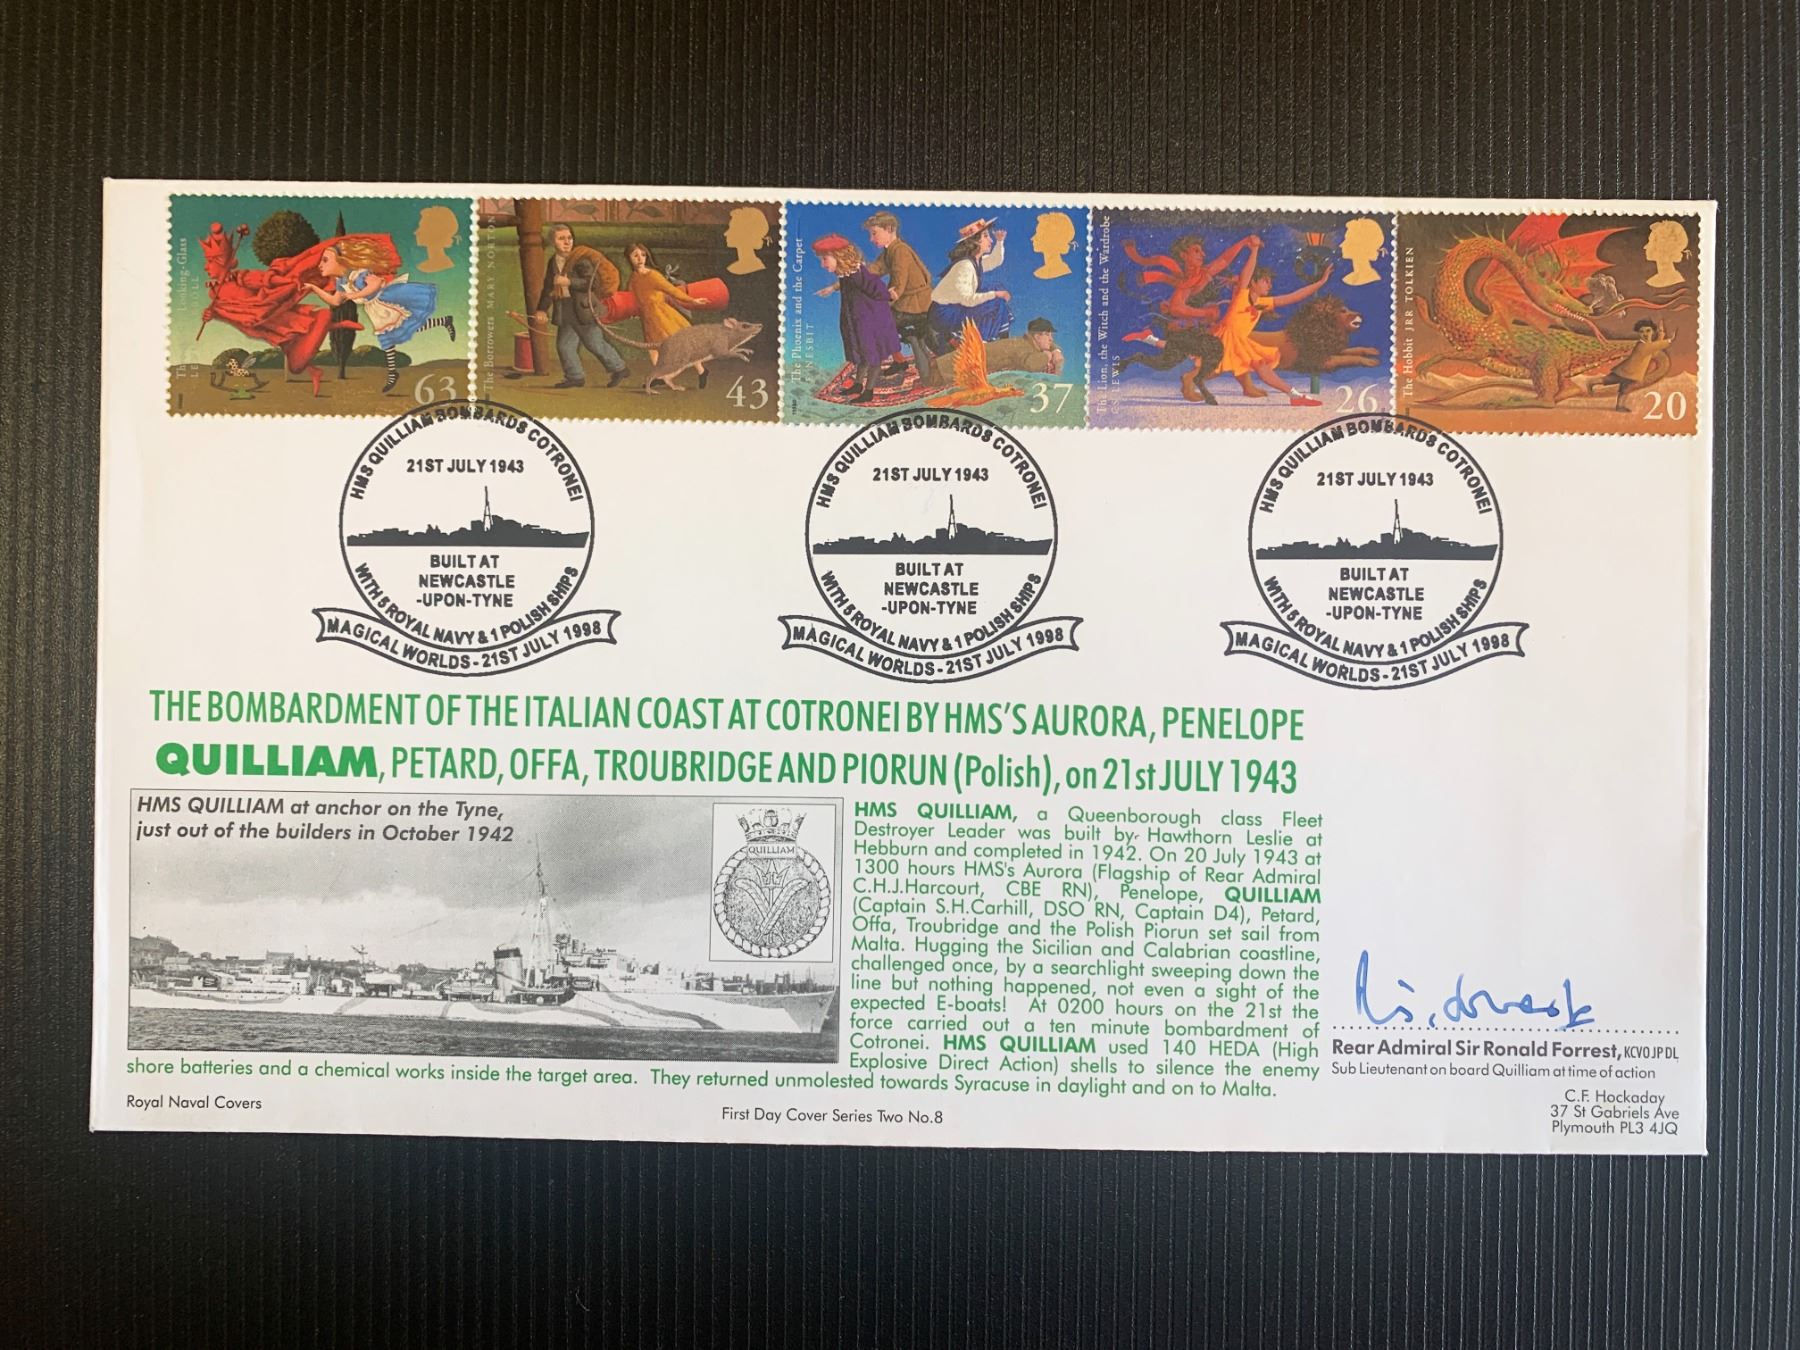 Through the Looking-Glass
LEWIS CARROLL
63
The Borrowers MARY NORTON
43
The Phoenix and the Carpet
E NESBIT
37
The Lion, the Witch and the Wardrobe
C S LEWIS
26
The Hobbit JRR TOLKIEN
20
HMS QUILLIAM BOMBARDS COTRONEI
21ST JULY 1943
BUILT AT
NEWCASTLE
-UPON-TYNE
WITH 5 ROYAL NAVY & 1 POLISH SHIPS
MAGICAL WORLDS - 21ST JULY 1998
HMS QUILLIAM BOMBARDS COTRONEI
21ST JULY 1943
BUILT AT
NEWCASTLE
-UPON-TYNE
WITH 5 ROYAL NAVY & 1 POLISH SHIPS
MAGICAL WORLDS - 21ST JULY 1998
HMS QUILLIAM BOMBARDS COTRONEI
21ST JULY 1943
BUILT AT
NEWCASTLE
-UPON-TYNE
WITH 5 ROYAL NAVY & 1 POLISH SHIPS
MAGICAL WORLDS - 21ST JULY 1998
THE BOMBARDMENT OF THE ITALIAN COAST AT COTRONEI BY HMS'S AURORA, PENELOPE
QUILLIAM, PETARD, OFFA, TROUBRIDGE AND PIORUN (Polish), on 21st JULY 1943
HMS QUILLIAM at anchor on the Tyne,
just out of the builders in October 1942
QUILLIAM
HMS QUILLIAM, a Queenborough class Fleet
Destroyer Leader was built by Hawthorn Leslie at
Hebburn and completed in 1942. On 20 July 1943 at
1300 hours HMS's Aurora (Flagship of Rear Admiral
C.H.J.Harcourt, CBE RN), Penelope, QUILLIAM
(Captain S.H.Carhill, DSO RN, Captain D4), Petard,
Offa, Troubridge and the Polish Piorun set sail from
Malta. Hugging the Sicilian and Calabrian coastline,
challenged once, by a searchlight sweeping down the
line but nothing happened, not even a sight of the
expected E-boats! At 0200 hours on the 21st the
force carried out a ten minute bombardment of
Cotronei. HMS QUILLIAM used 140 HEDA (High
Explosive Direct Action) shells to silence the enemy
shore batteries and a chemical works inside the target area. They returned unmolested towards Syracuse in daylight and on to Malta.
Rear Admiral Sir Ronald Forrest, KCVO JP DL
Sub Lieutenant on board Quilliam at time of action
Royal Naval Covers
First Day Cover Series Two No.8
C.F. Hockaday
37 St Gabriels Ave
Plymouth PL3 4JQ